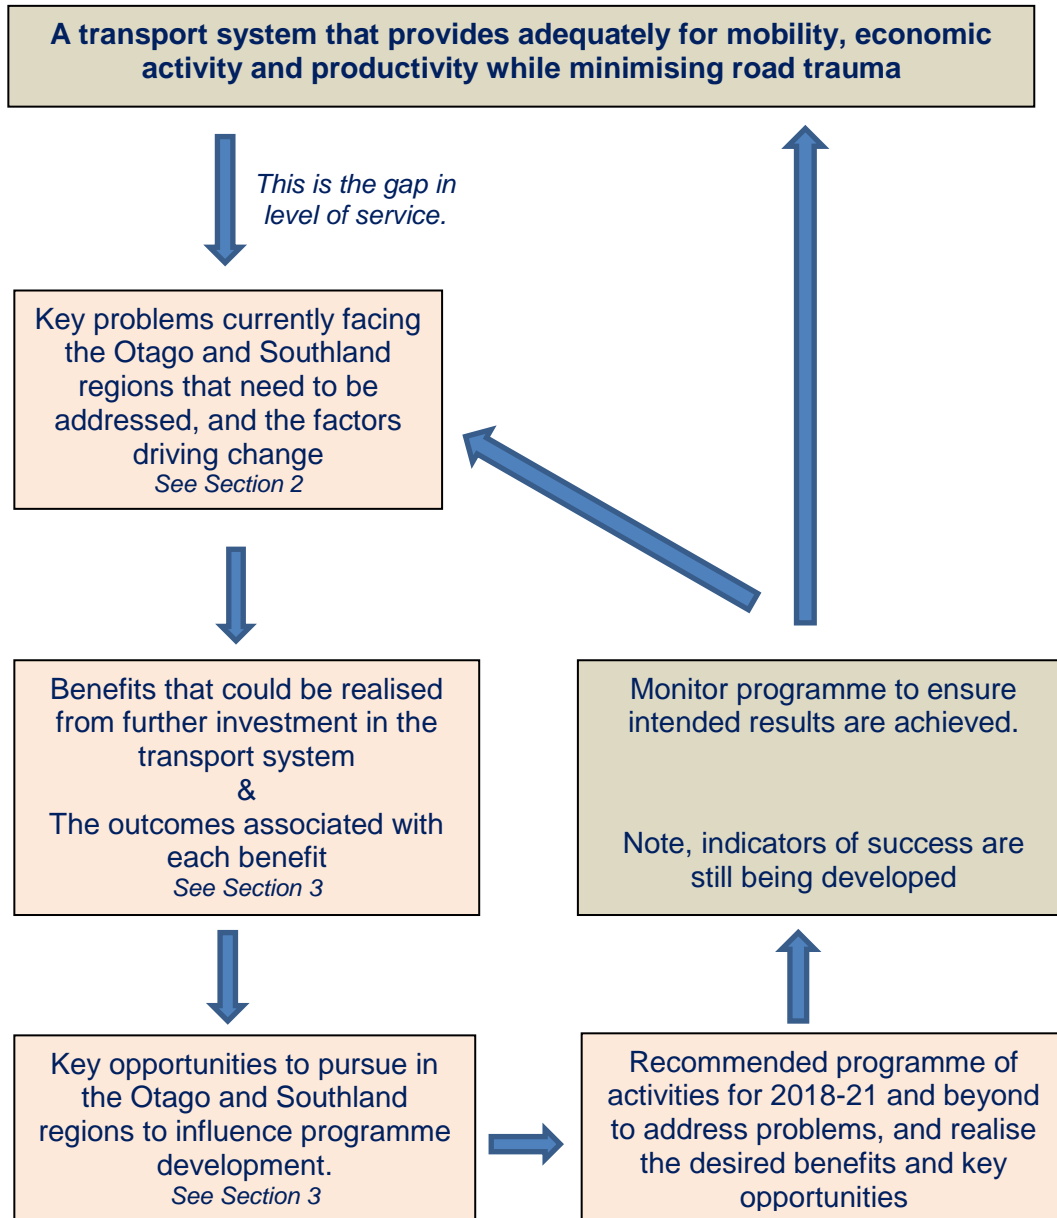 A transport system that provides adequately for mobility, economic
activity and productivity while minimising road trauma
This is the gap in
level of service.
Key problems currently facing
the Otago and Southland
regions that need to be
addressed, and the factors
driving change
See Section 2
Benefits that could be realised
from further investment in the
transport system
&
The outcomes associated with
each benefit
See Section 3
Monitor programme to ensure
intended results are achieved.
Note, indicators of success are
still being developed
Key opportunities to pursue in
the Otago and Southland
regions to influence programme
development.
See Section 3
Recommended programme of
activities for 2018-21 and beyond
to address problems, and realise
the desired benefits and key
opportunities